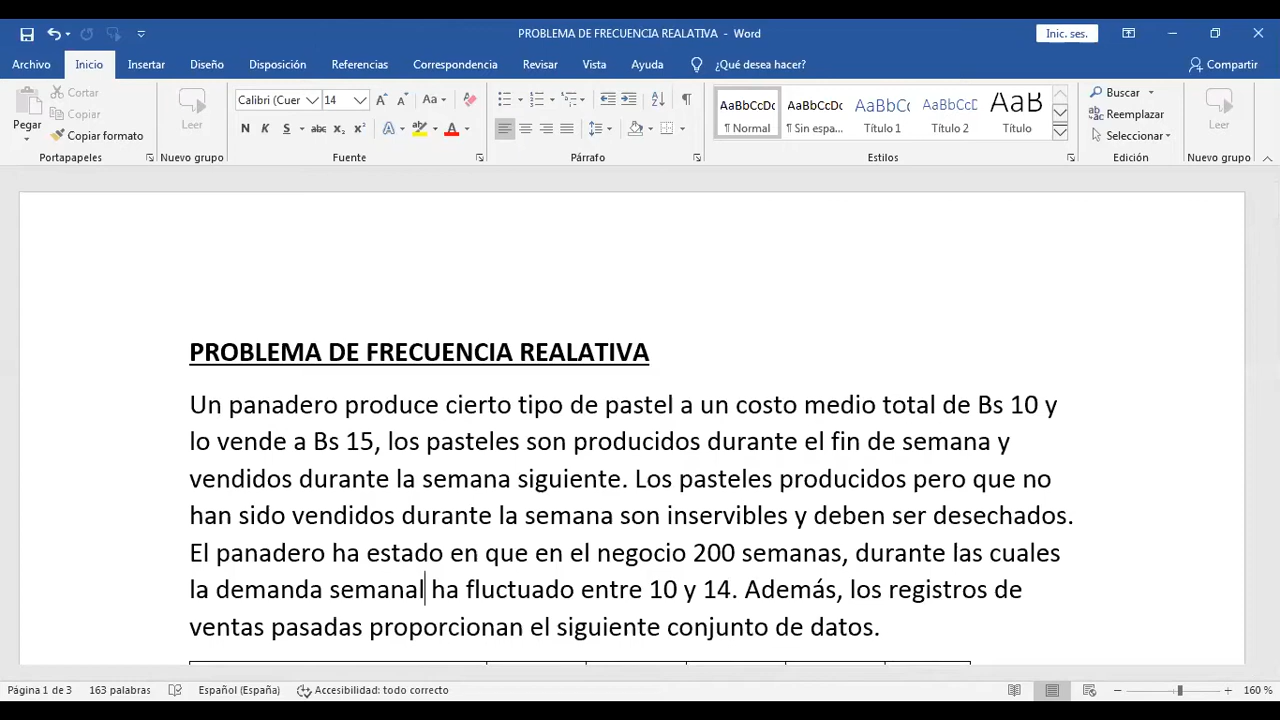 PROBLEMA DE FRECUENCIA REALATIVA - Word
Inic. ses.
Archivo Inicio Insertar Diseño Disposición Referencias Correspondencia Revisar Vista Ayuda ¿Qué desea hacer? Compartir
Pegar
Cortar
Copiar
Copiar formato
Portapapeles
Leer
Nuevo grupo
Calibri (Cuer 14 Aa
N K S abc x₂ x² A A
Fuente
Párrafo
AaBbCcDc AaBbCcDc AaBbCc AaBbCcD AaB
¶ Normal ¶ Sin espa... Título 1 Título 2 Título
Estilos
Buscar
Reemplazar
Seleccionar
Edición
Leer
Nuevo grupo
PROBLEMA DE FRECUENCIA REALATIVA
Un panadero produce cierto tipo de pastel a un costo medio total de Bs 10 y
lo vende a Bs 15, los pasteles son producidos durante el fin de semana y
vendidos durante la semana siguiente. Los pasteles producidos pero que no
han sido vendidos durante la semana son inservibles y deben ser desechados.
El panadero ha estado en que en el negocio 200 semanas, durante las cuales
la demanda semanal ha fluctuado entre 10 y 14. Además, los registros de
ventas pasadas proporcionan el siguiente conjunto de datos.
Página 1 de 3 163 palabras Español (España) Accesibilidad: todo correcto 160 %